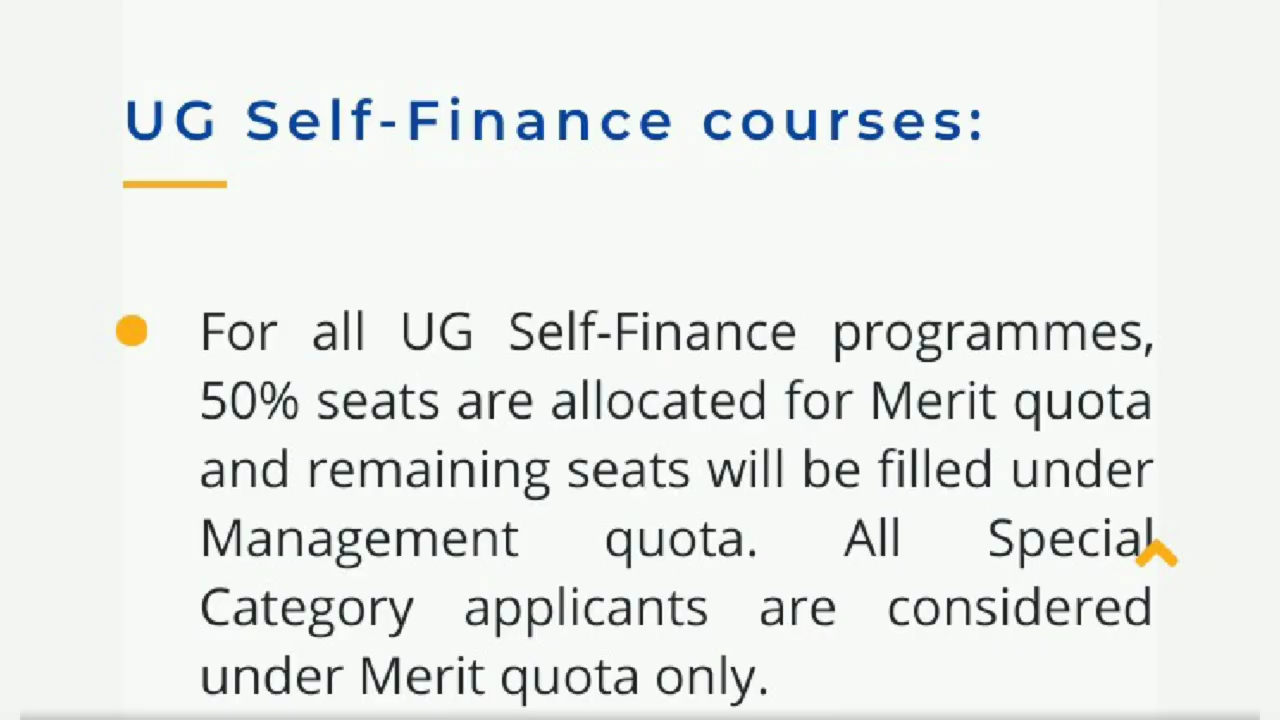 UG Self-Finance courses:
For all UG Self-Finance programmes,
50% seats are allocated for Merit quota
and remaining seats will be filled under
Management quota. All Special
Category applicants are considered
under Merit quota only.